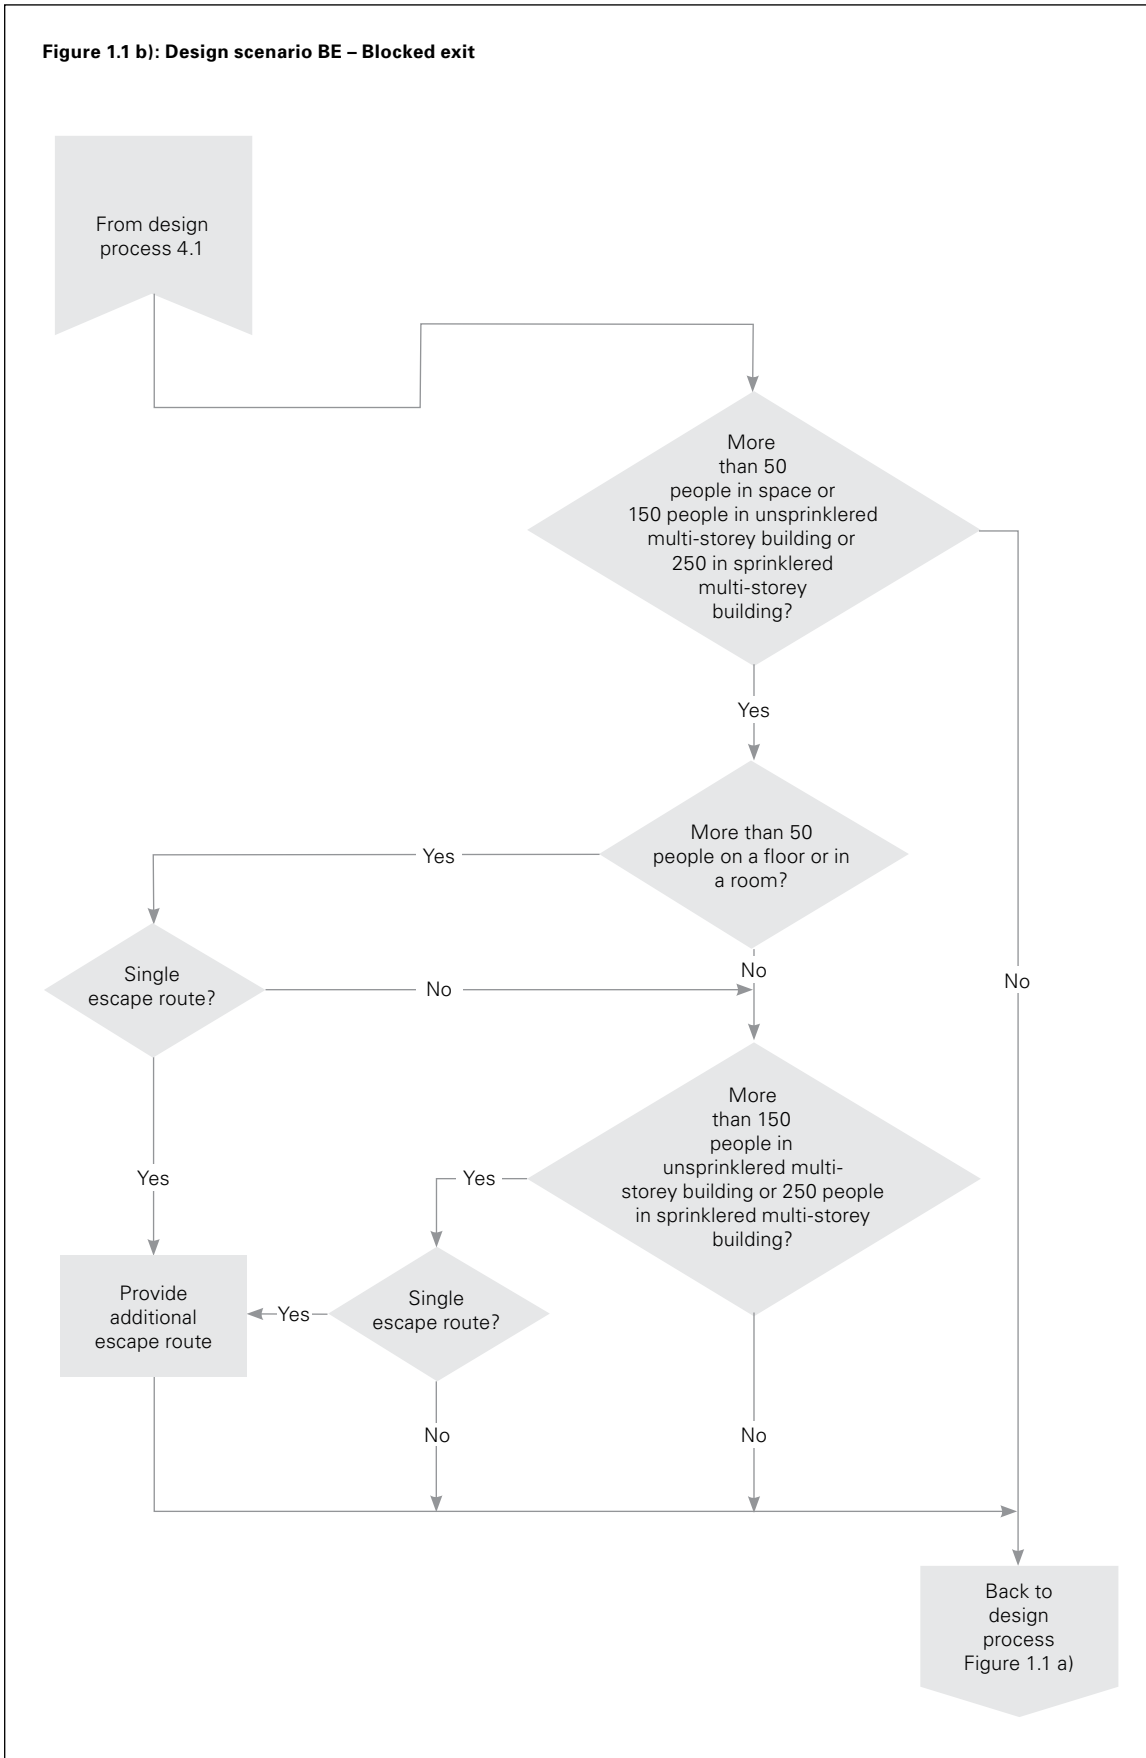 Figure 1.1 b): Design scenario BE – Blocked exit
From design
process 4.1
More
than 50
people in space or
150 people in unsprinklered
multi-storey building or
250 in sprinklered
multi-storey
building?
Yes
No
More than 50
people on a floor or in
a room?
Yes
No
Single
escape route?
No
Yes
More
than 150
people in
unsprinklered multi-
storey building or 250 people
in sprinklered multi-storey
building?
Yes
No
Single
escape route?
Yes
No
Provide
additional
escape route
Back to
design
process
Figure 1.1 a)